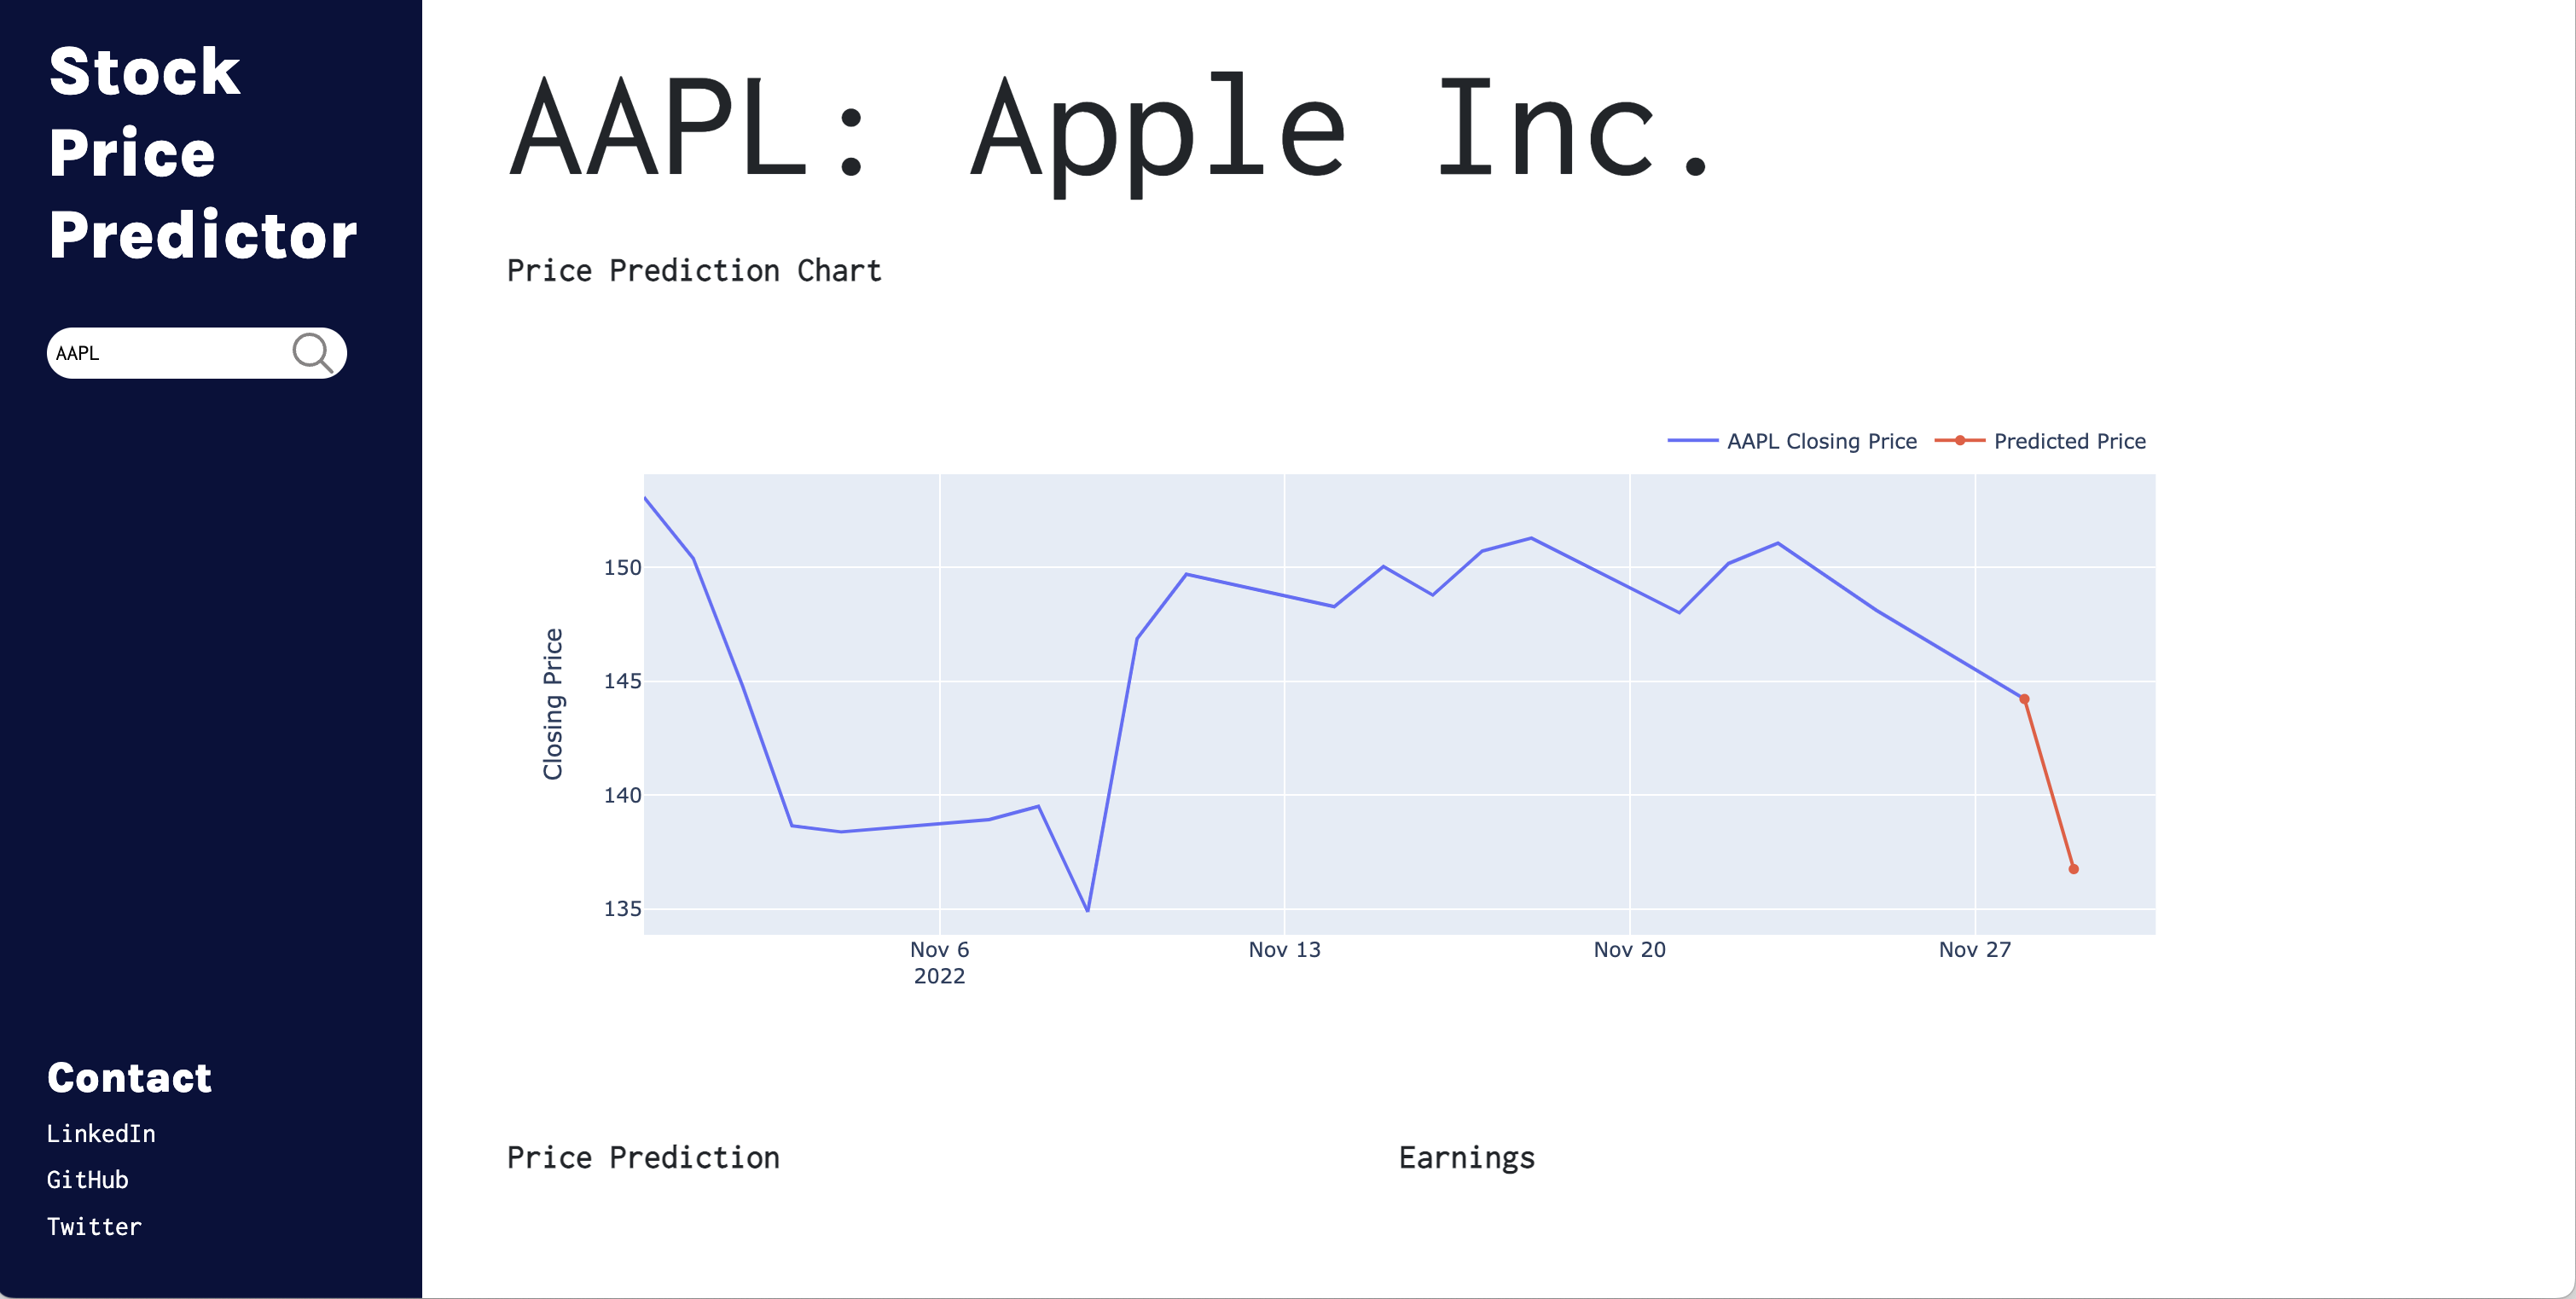 Stock
Price
Predictor
AAPL
Contact
LinkedIn
GitHub
Twitter
AAPL: Apple Inc.
Price Prediction Chart
AAPL Closing Price
Predicted Price
Closing Price
150
145
140
135
Nov 6
2022
Nov 13
Nov 20
Nov 27
Price Prediction
Earnings